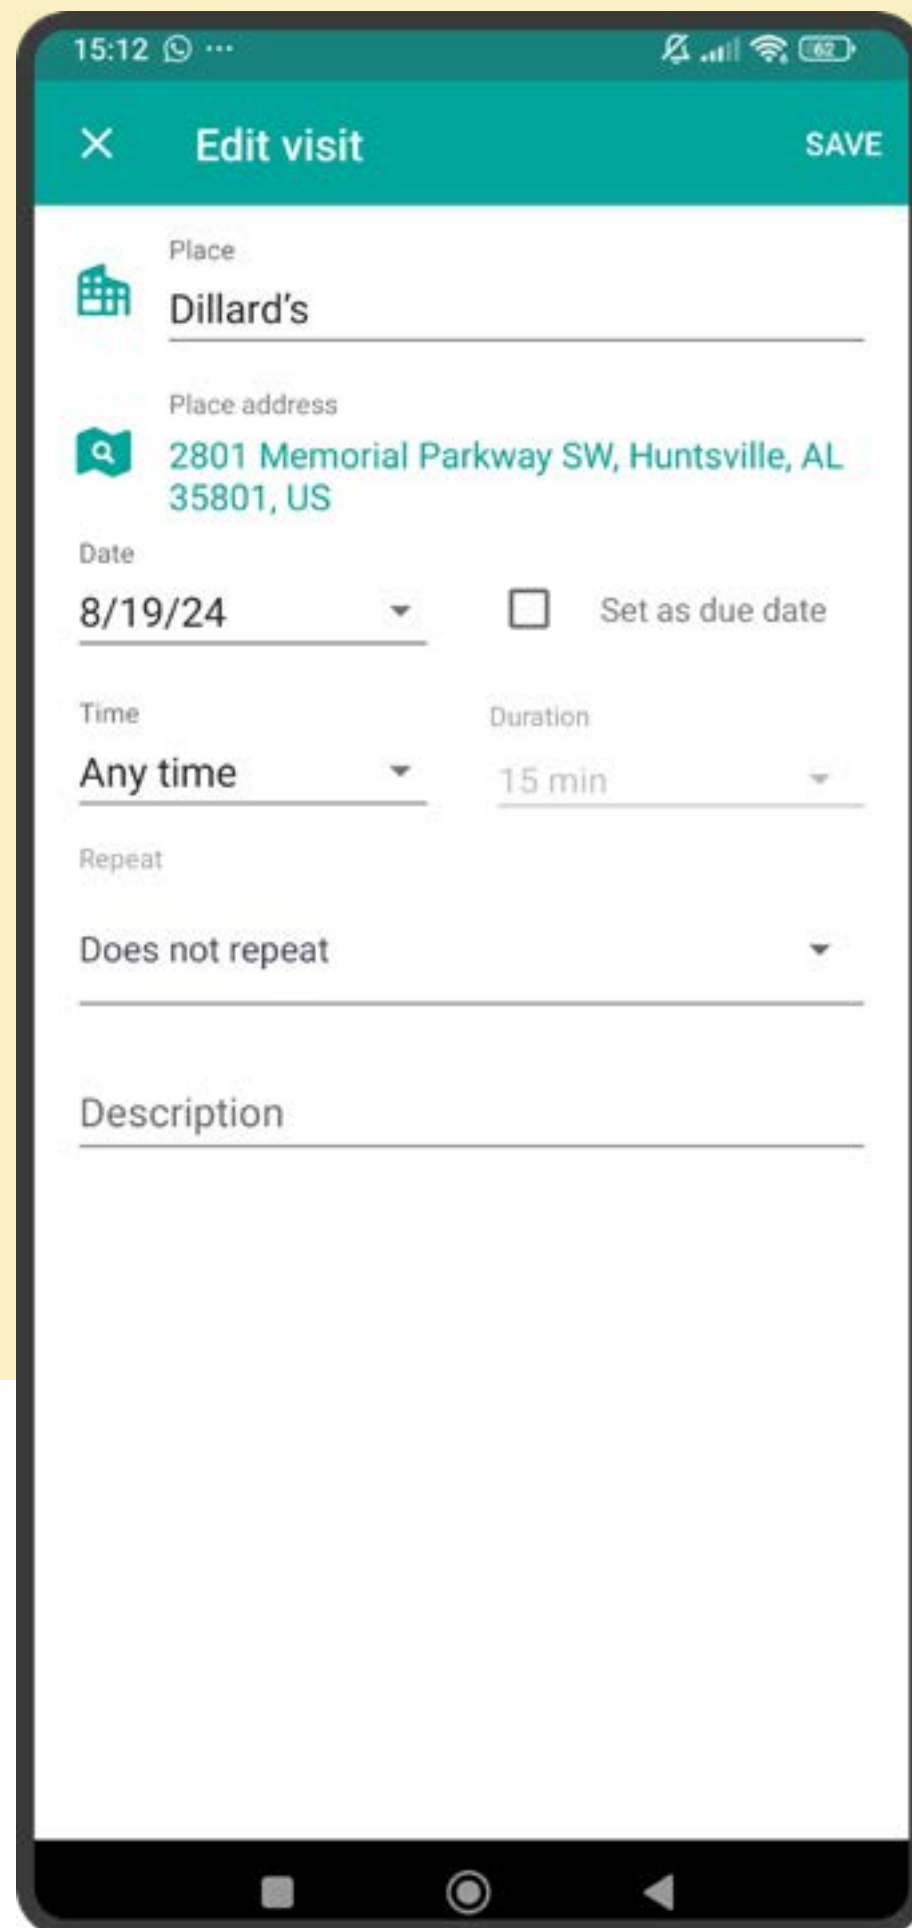 15:12 ... 62
Edit visit SAVE
Place
Dillard's
Place address
2801 Memorial Parkway SW, Huntsville, AL
35801, US
Date
8/19/24 Set as due date
Time Duration
Any time 15 min
Repeat
Does not repeat
Description